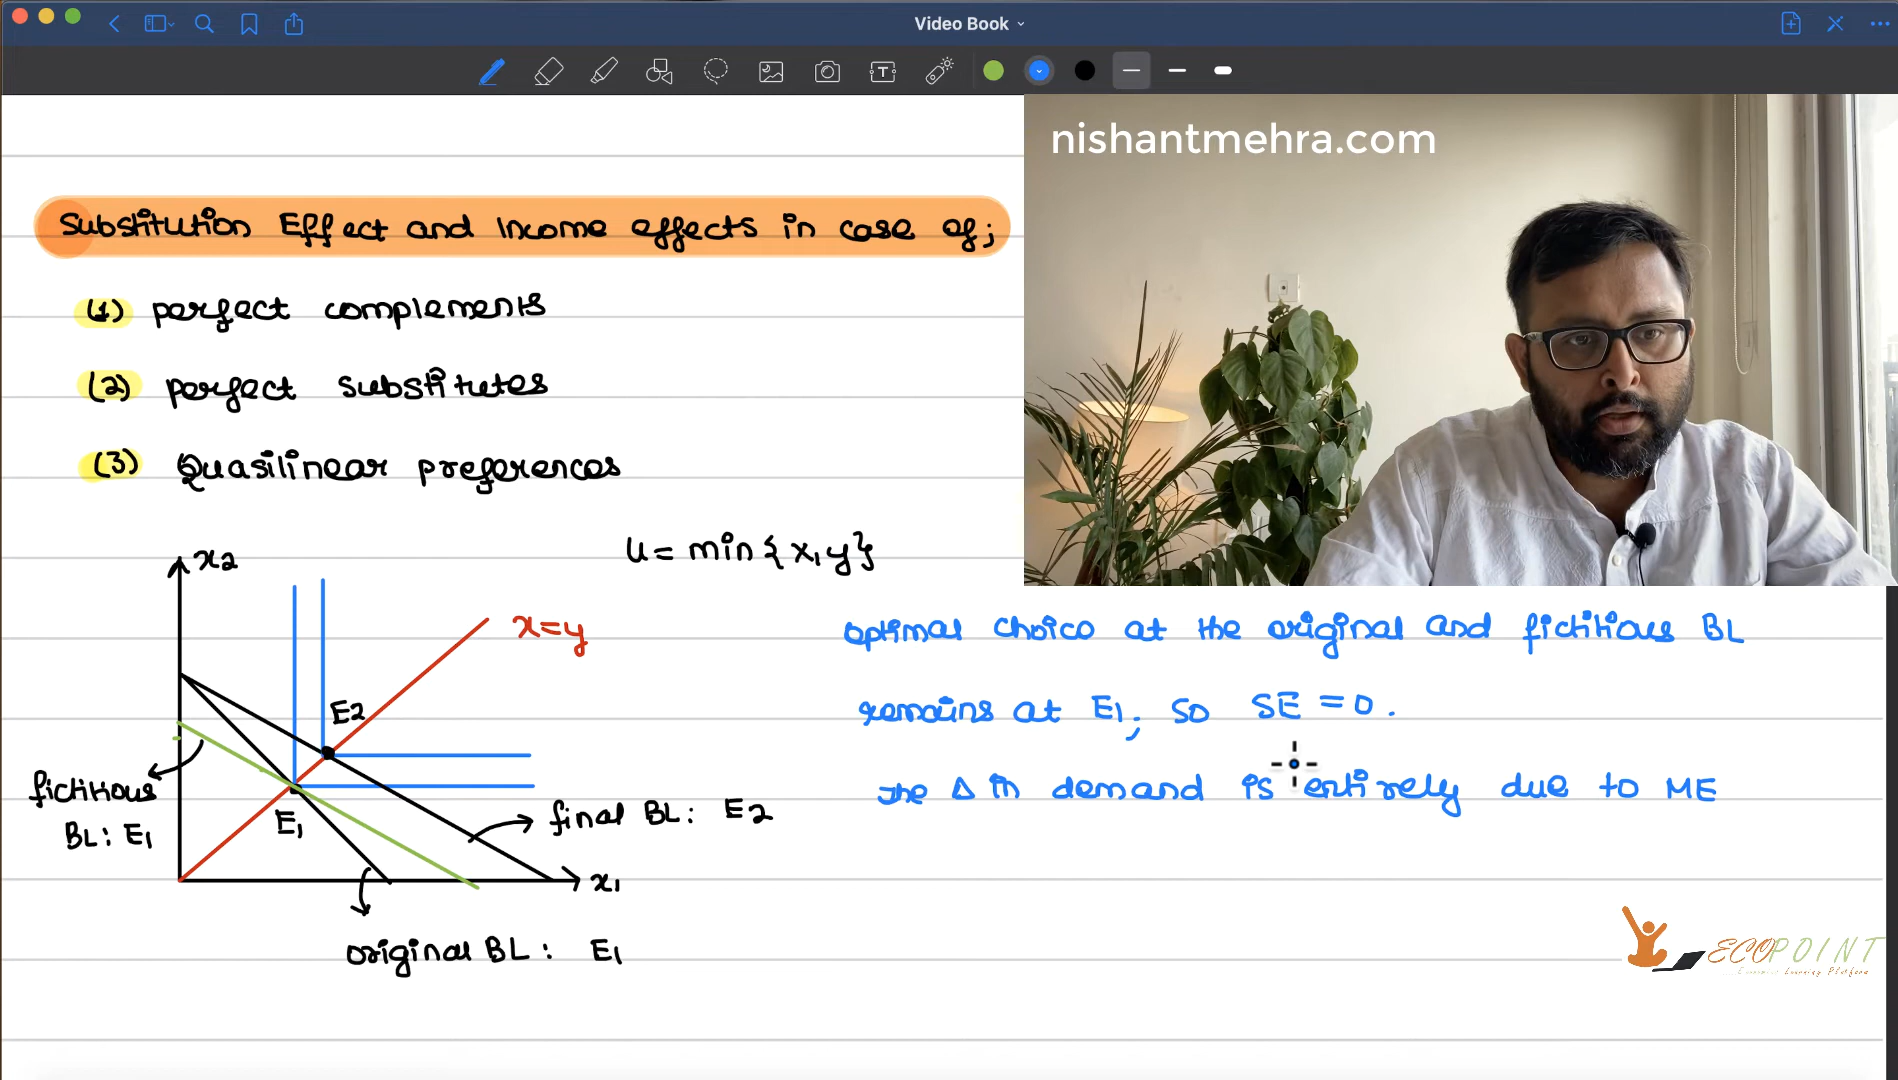 Video Book
nishantmehra.com
Substitution Effect and Income effects in case of;
(1) perfect complements
(2) perfect substitutes
(3) Quasilinear preferences
u = min{x,y}
x2
x=y
E2
E1
fictitious
BL: E1
final BL: E2
x1
original BL: E1
optimal choice at the original and fictitious BL
remains at E1; so SE = 0.
The Δ in demand is entirely due to ME
ECOPOINT
Economics Learning Platform